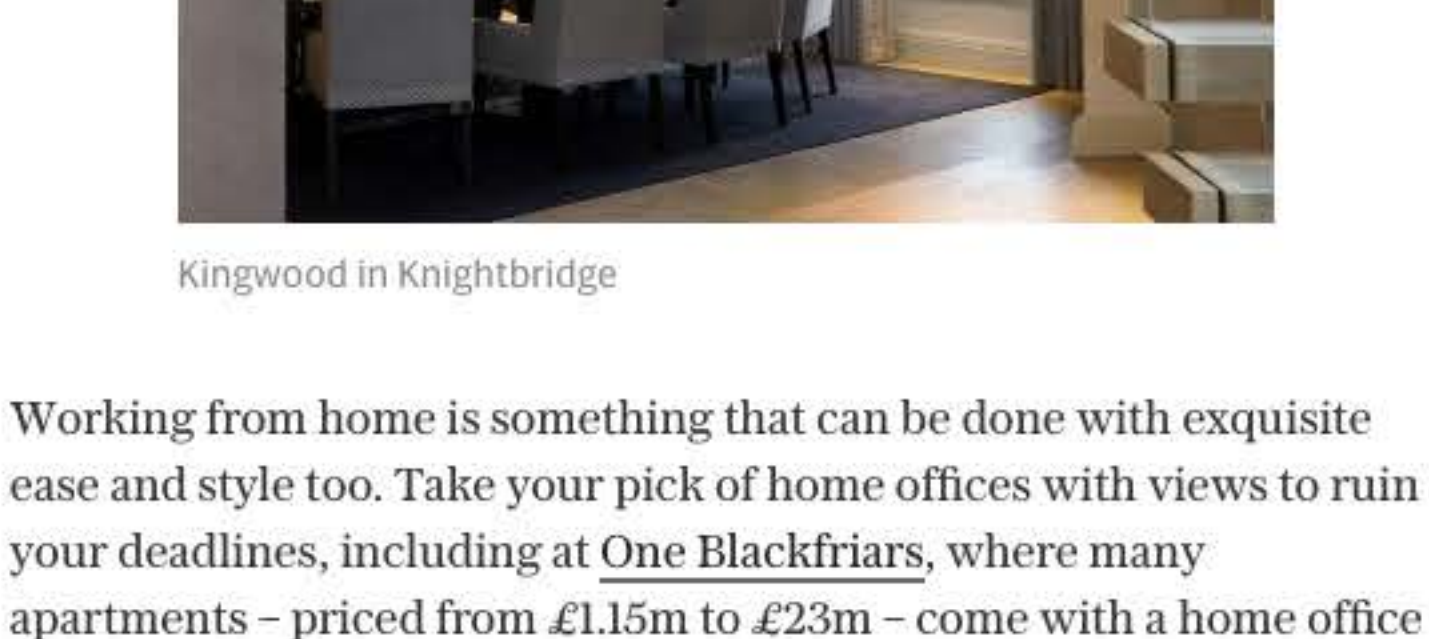 Kingwood in Knightbridge
Working from home is something that can be done with exquisite
ease and style too. Take your pick of home offices with views to ruin
your deadlines, including at One Blackfriars, where many
apartments – priced from £1.15m to £23m – come with a home office